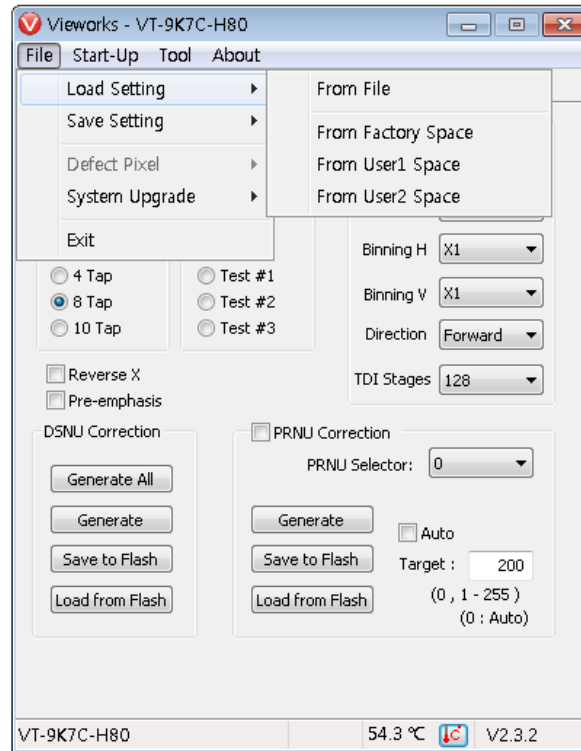 Vieworks - VT-9K7C-H80
File Start-Up Tool About
Load Setting
Save Setting
Defect Pixel
System Upgrade
Exit
From File
From Factory Space
From User1 Space
From User2 Space
4 Tap
8 Tap
10 Tap
Test #1
Test #2
Test #3
Binning H X1
Binning V X1
Direction Forward
TDI Stages 128
Reverse X
Pre-emphasis
DSNU Correction
Generate All
Generate
Save to Flash
Load from Flash
PRNU Correction
PRNU Selector: 0
Generate
Save to Flash
Load from Flash
Auto
Target : 200
(0 , 1 - 255 )
(0 : Auto)
VT-9K7C-H80 54.3 ℃ C V2.3.2